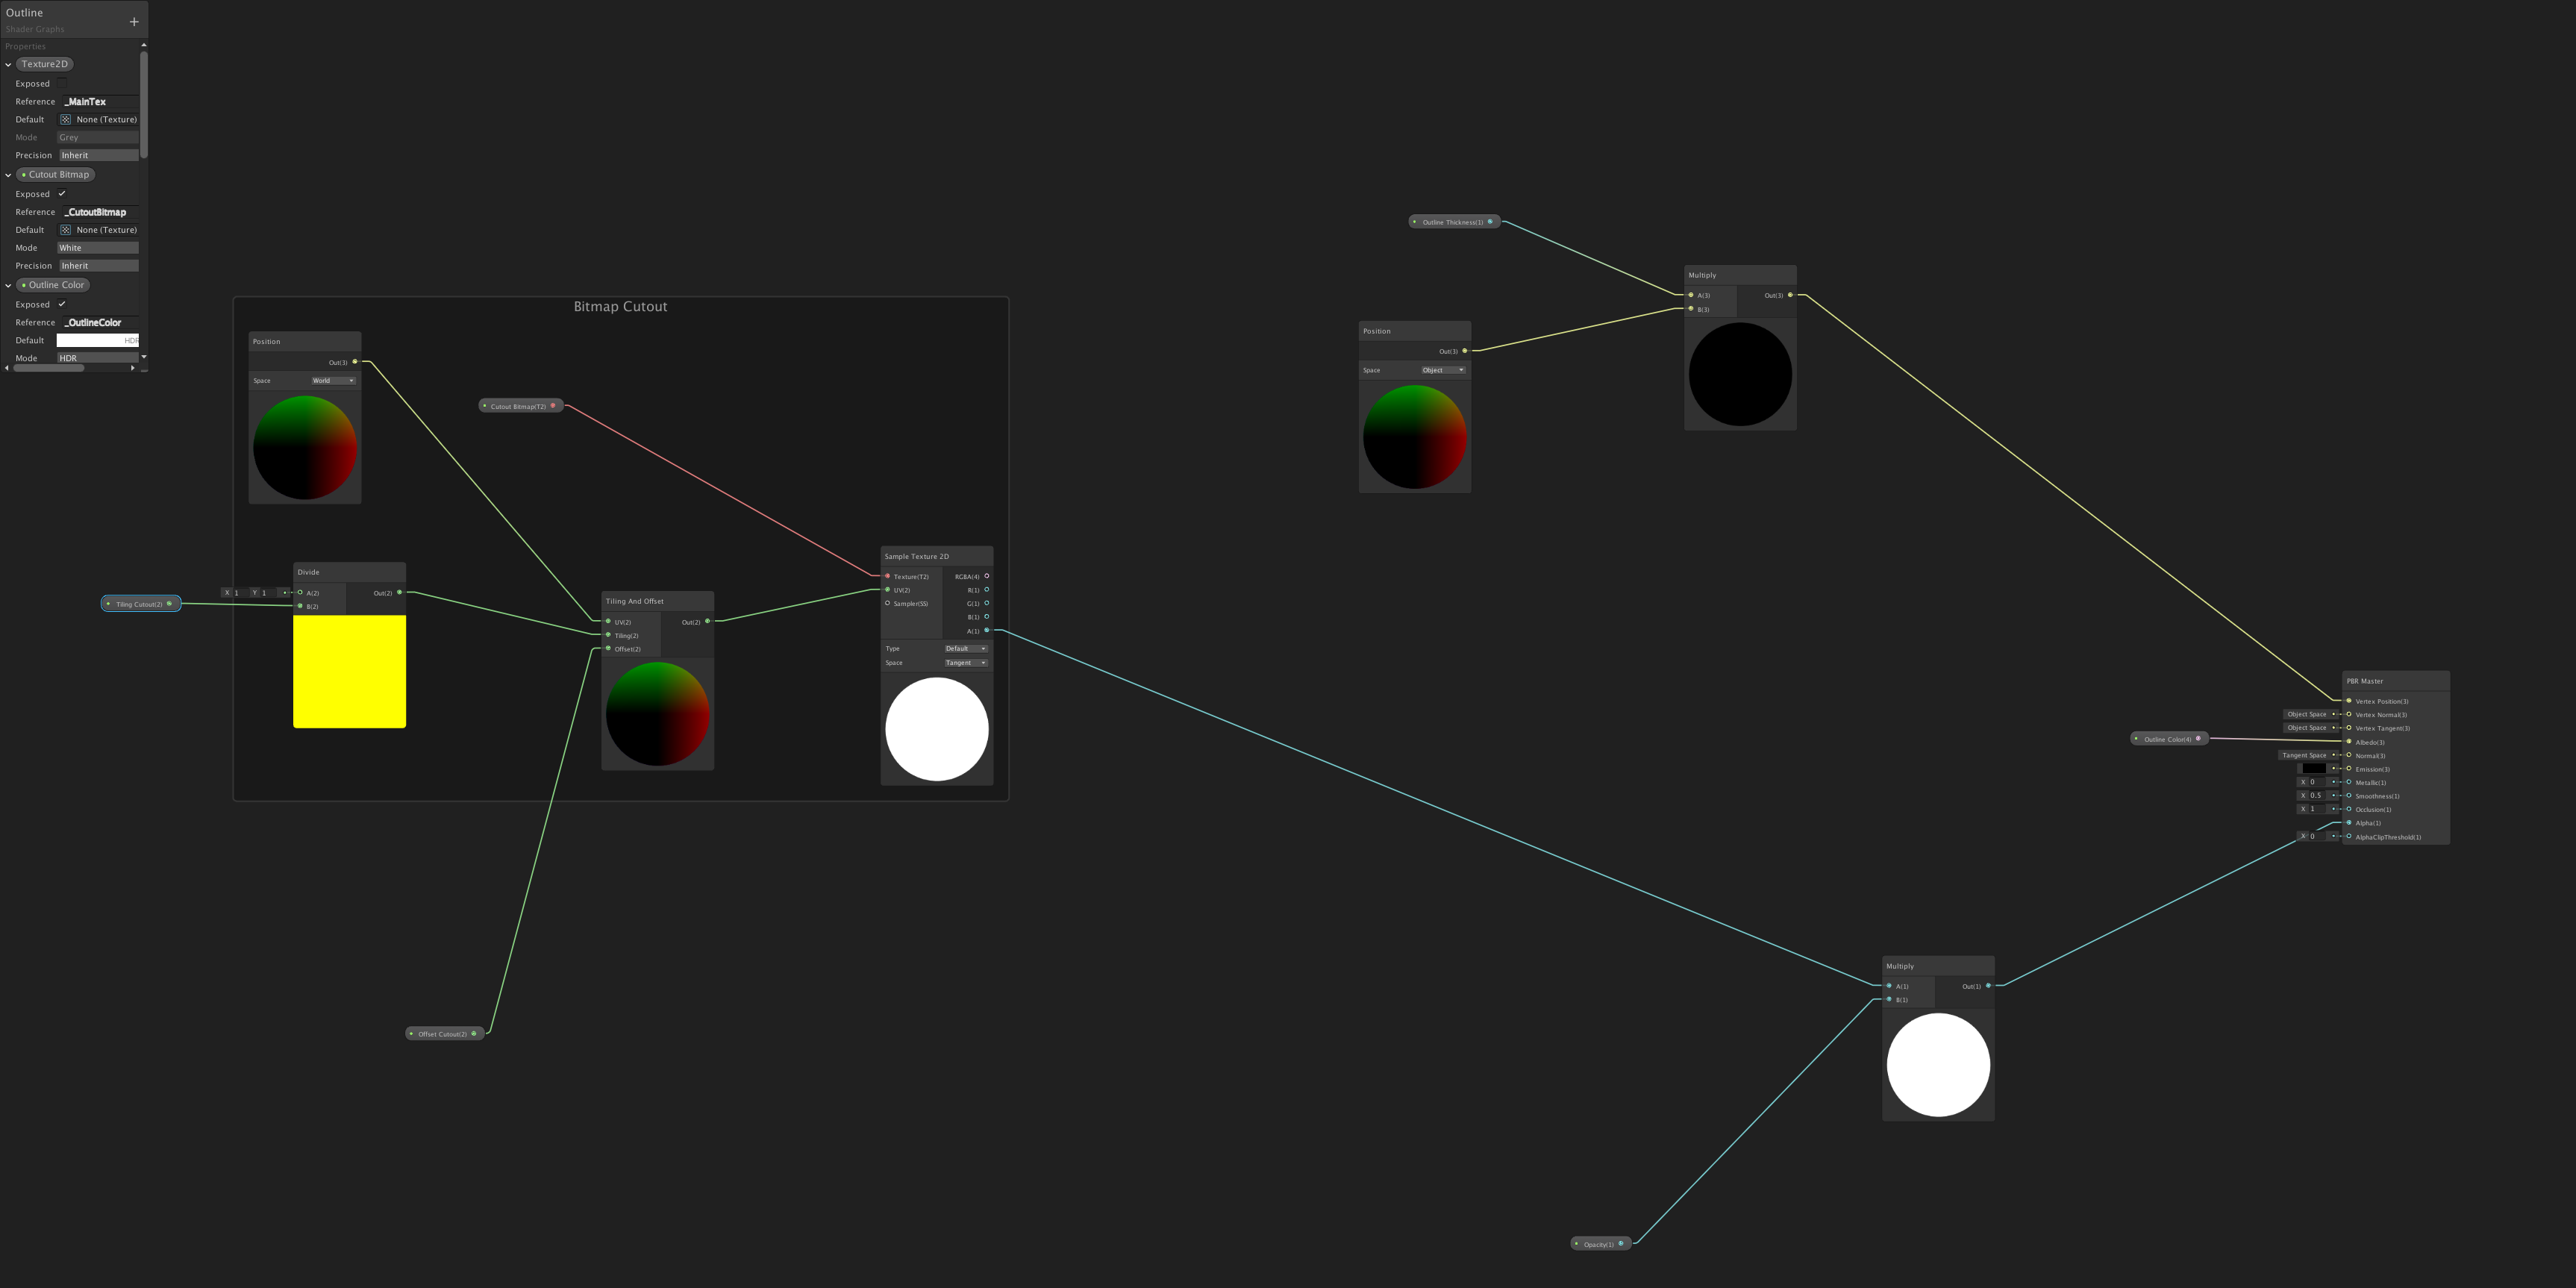 Outline
Shader Graphs
Properties
Texture2D
Exposed
Reference _MainTex
Default None (Texture)
Mode Grey
Precision Inherit
Cutout Bitmap
Exposed
Reference _CutoutBitmap
Default None (Texture)
Mode White
Precision Inherit
Outline Color
Exposed
Reference _OutlineColor
Default HDR
Mode HDR
Bitmap Cutout
Position
Out(3)
Space World
Cutout Bitmap(T2)
Tiling Cutout(2)
X 1 Y 1
Divide
A(2) Out(2)
B(2)
Tiling And Offset
UV(2) Out(2)
Tiling(2)
Offset(2)
Offset Cutout(2)
Sample Texture 2D
Texture(T2) RGBA(4)
UV(2) R(1)
Sampler(SS) G(1)
B(1)
A(1)
Type Default
Space Tangent
Outline Thickness(1)
Position
Out(3)
Space Object
Multiply
A(3) Out(3)
B(3)
Multiply
A(1) Out(1)
B(1)
Opacity(1)
Outline Color(4)
PBR Master
Vertex Position(3)
Object Space Vertex Normal(3)
Object Space Vertex Tangent(3)
Albedo(3)
Tangent Space Normal(3)
Emission(3)
X 0 Metallic(1)
X 0.5 Smoothness(1)
X 1 Occlusion(1)
Alpha(1)
X 0 AlphaClipThreshold(1)